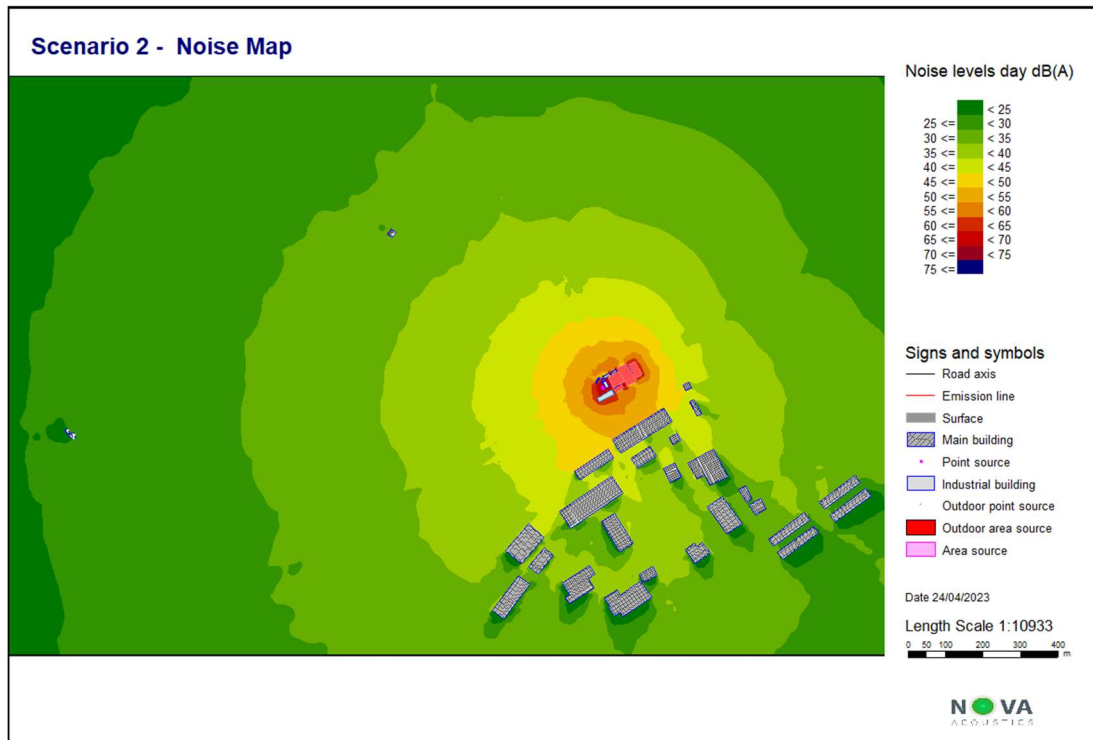 Scenario 2 - Noise Map
Noise levels day dB(A)
< 25
25 <= < 30
30 <= < 35
35 <= < 40
40 <= < 45
45 <= < 50
50 <= < 55
55 <= < 60
60 <= < 65
65 <= < 70
70 <= < 75
75 <=
Signs and symbols
Road axis
Emission line
Surface
Main building
Point source
Industrial building
Outdoor point source
Outdoor area source
Area source
Date 24/04/2023
Length Scale 1:10933
0 50 100 200 300 400
m
NOVA
ACOUSTICS